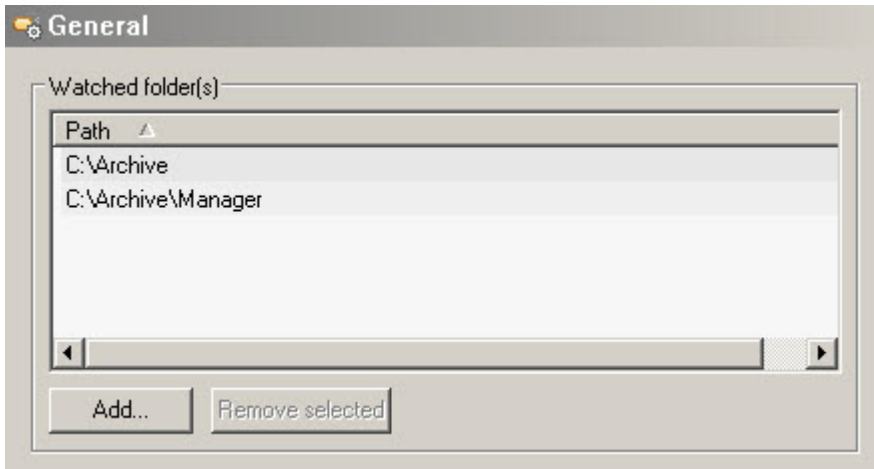 General
Watched folder(s)
Path
C:\Archive
C:\Archive\Manager
Add... Remove selected